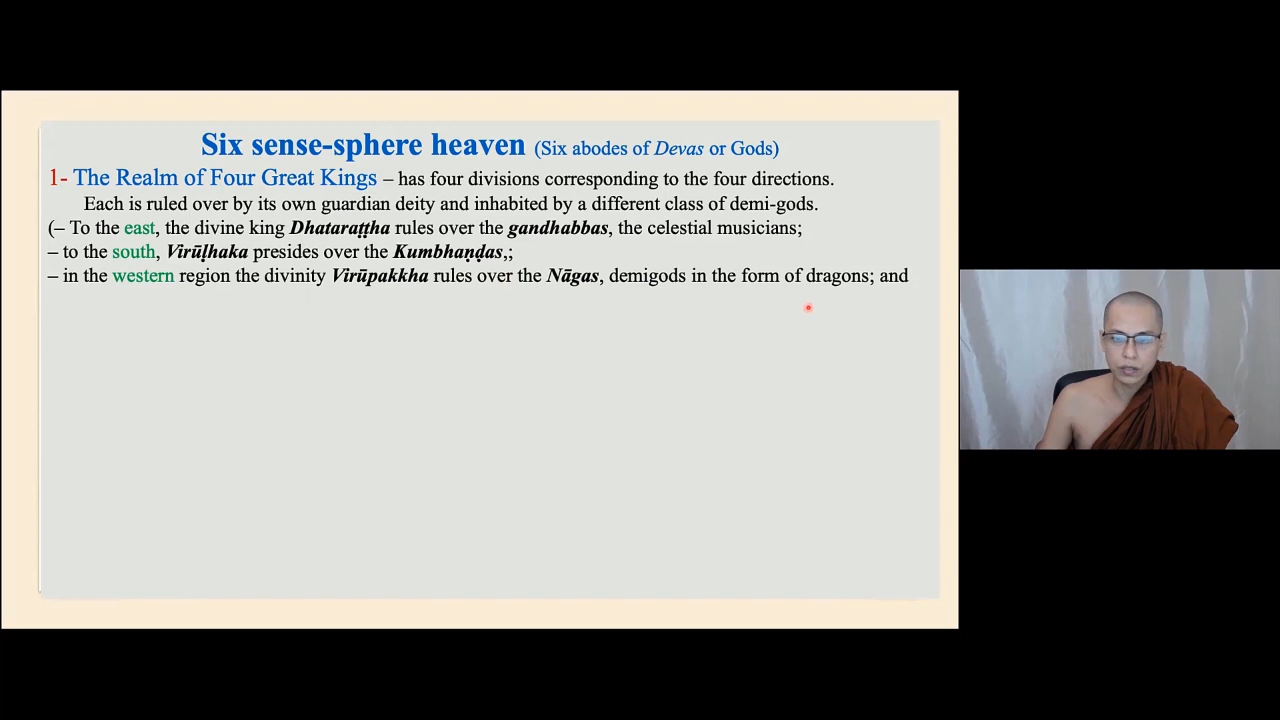 Six sense-sphere heaven (Six abodes of Devas or Gods)
1- The Realm of Four Great Kings – has four divisions corresponding to the four directions.
Each is ruled over by its own guardian deity and inhabited by a different class of demi-gods.
(– To the east, the divine king Dhataraṭṭha rules over the gandhabbas, the celestial musicians;
– to the south, Virūḷhaka presides over the Kumbhaṇḍas,;
– in the western region the divinity Virūpakkha rules over the Nāgas, demigods in the form of dragons; and